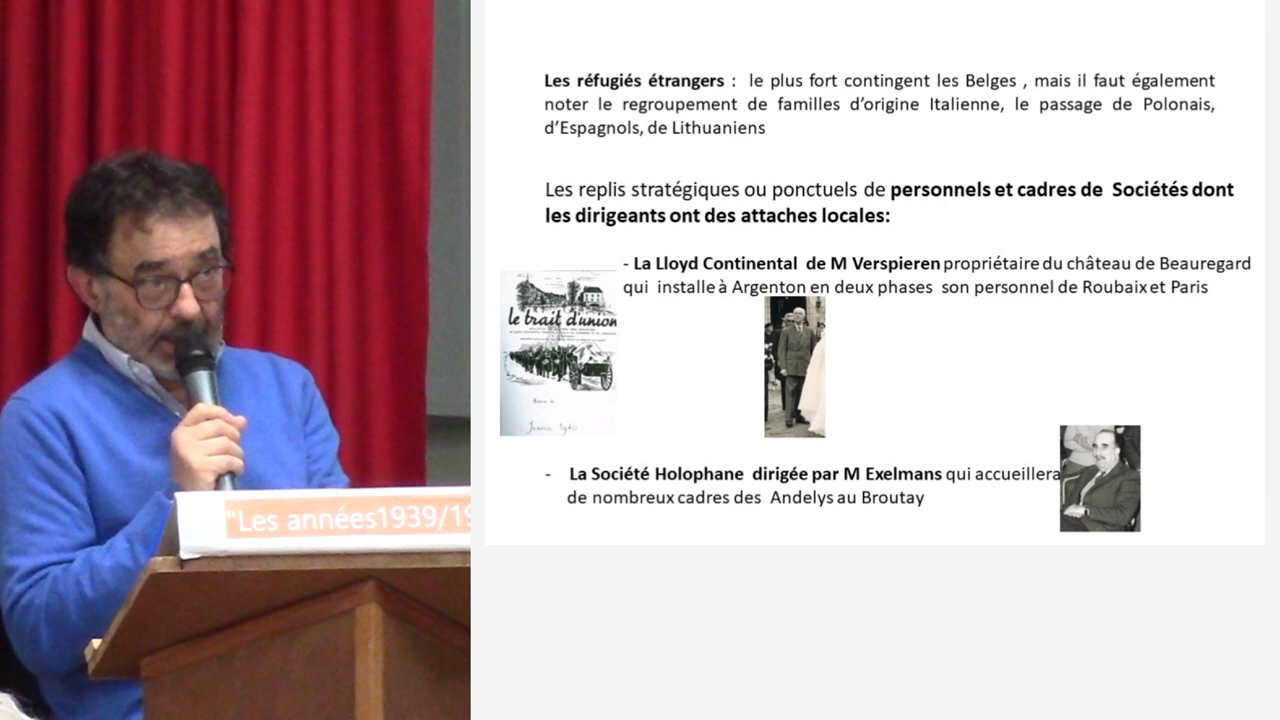 Les réfugiés étrangers : le plus fort contingent les Belges , mais il faut également
noter le regroupement de familles d’origine Italienne, le passage de Polonais,
d’Espagnols, de Lithuaniens
Les replis stratégiques ou ponctuels de personnels et cadres de Sociétés dont
les dirigeants ont des attaches locales:
- La Lloyd Continental de M Verspieren propriétaire du château de Beauregard
qui installe à Argenton en deux phases son personnel de Roubaix et Paris
le trait d'union
- La Société Holophane dirigée par M Exelmans qui accueillera
de nombreux cadres des Andelys au Broutay
"Les années1939/19